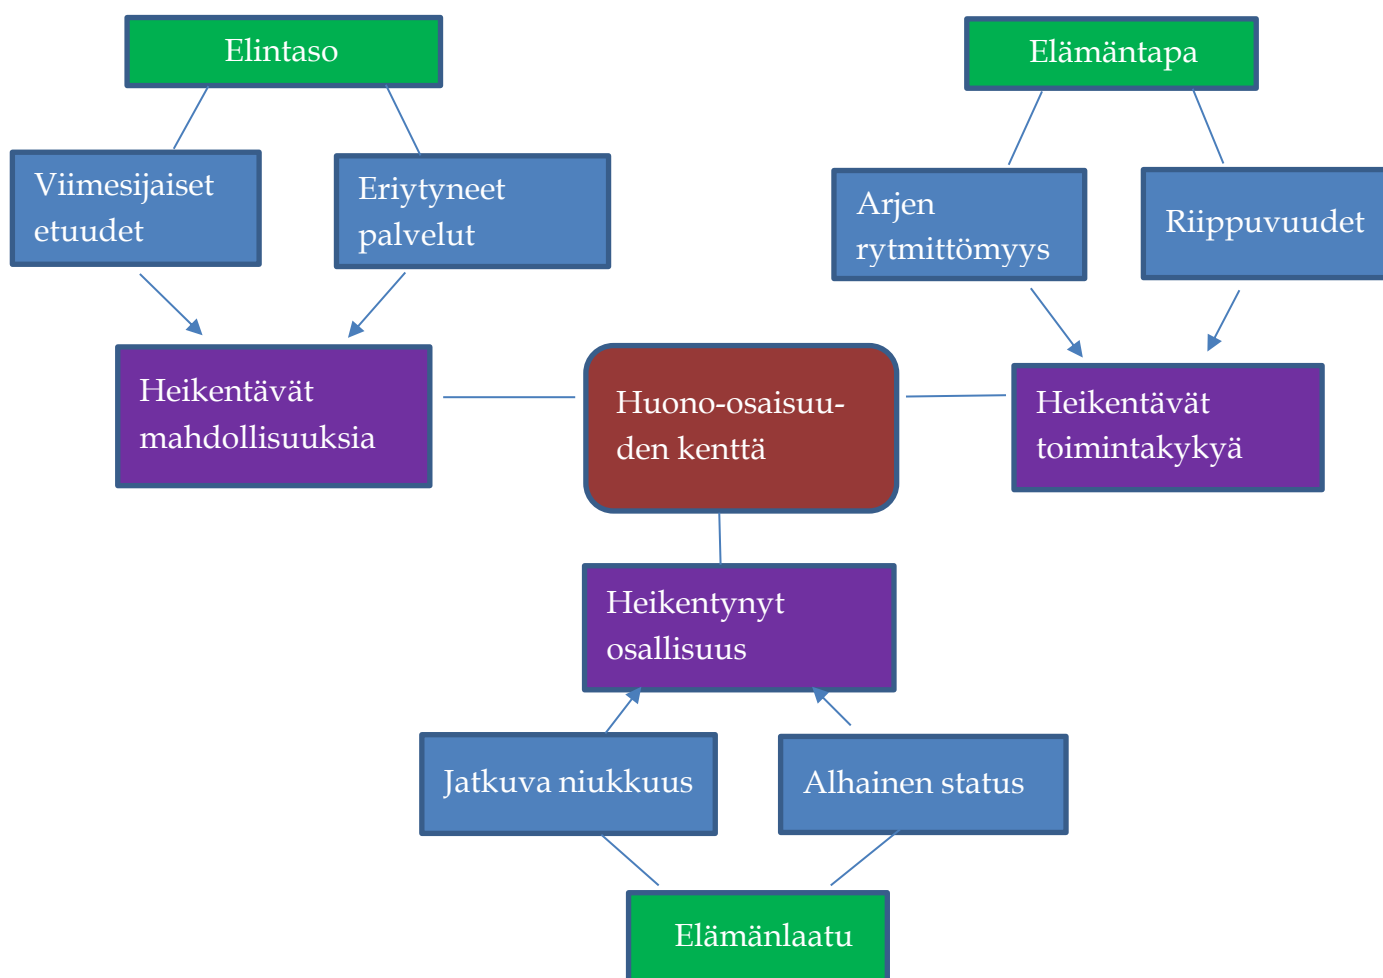 Elintaso
Elämäntapa
Viimesijaiset
etuudet
Eriytyneet
palvelut
Arjen
rytmittömyys
Riippuvuudet
Heikentävät
mahdollisuuksia
Huono-osaisuu-
den kenttä
Heikentävät
toimintakykyä
Heikentynyt
osallisuus
Jatkuva niukkuus
Alhainen status
Elämänlaatu